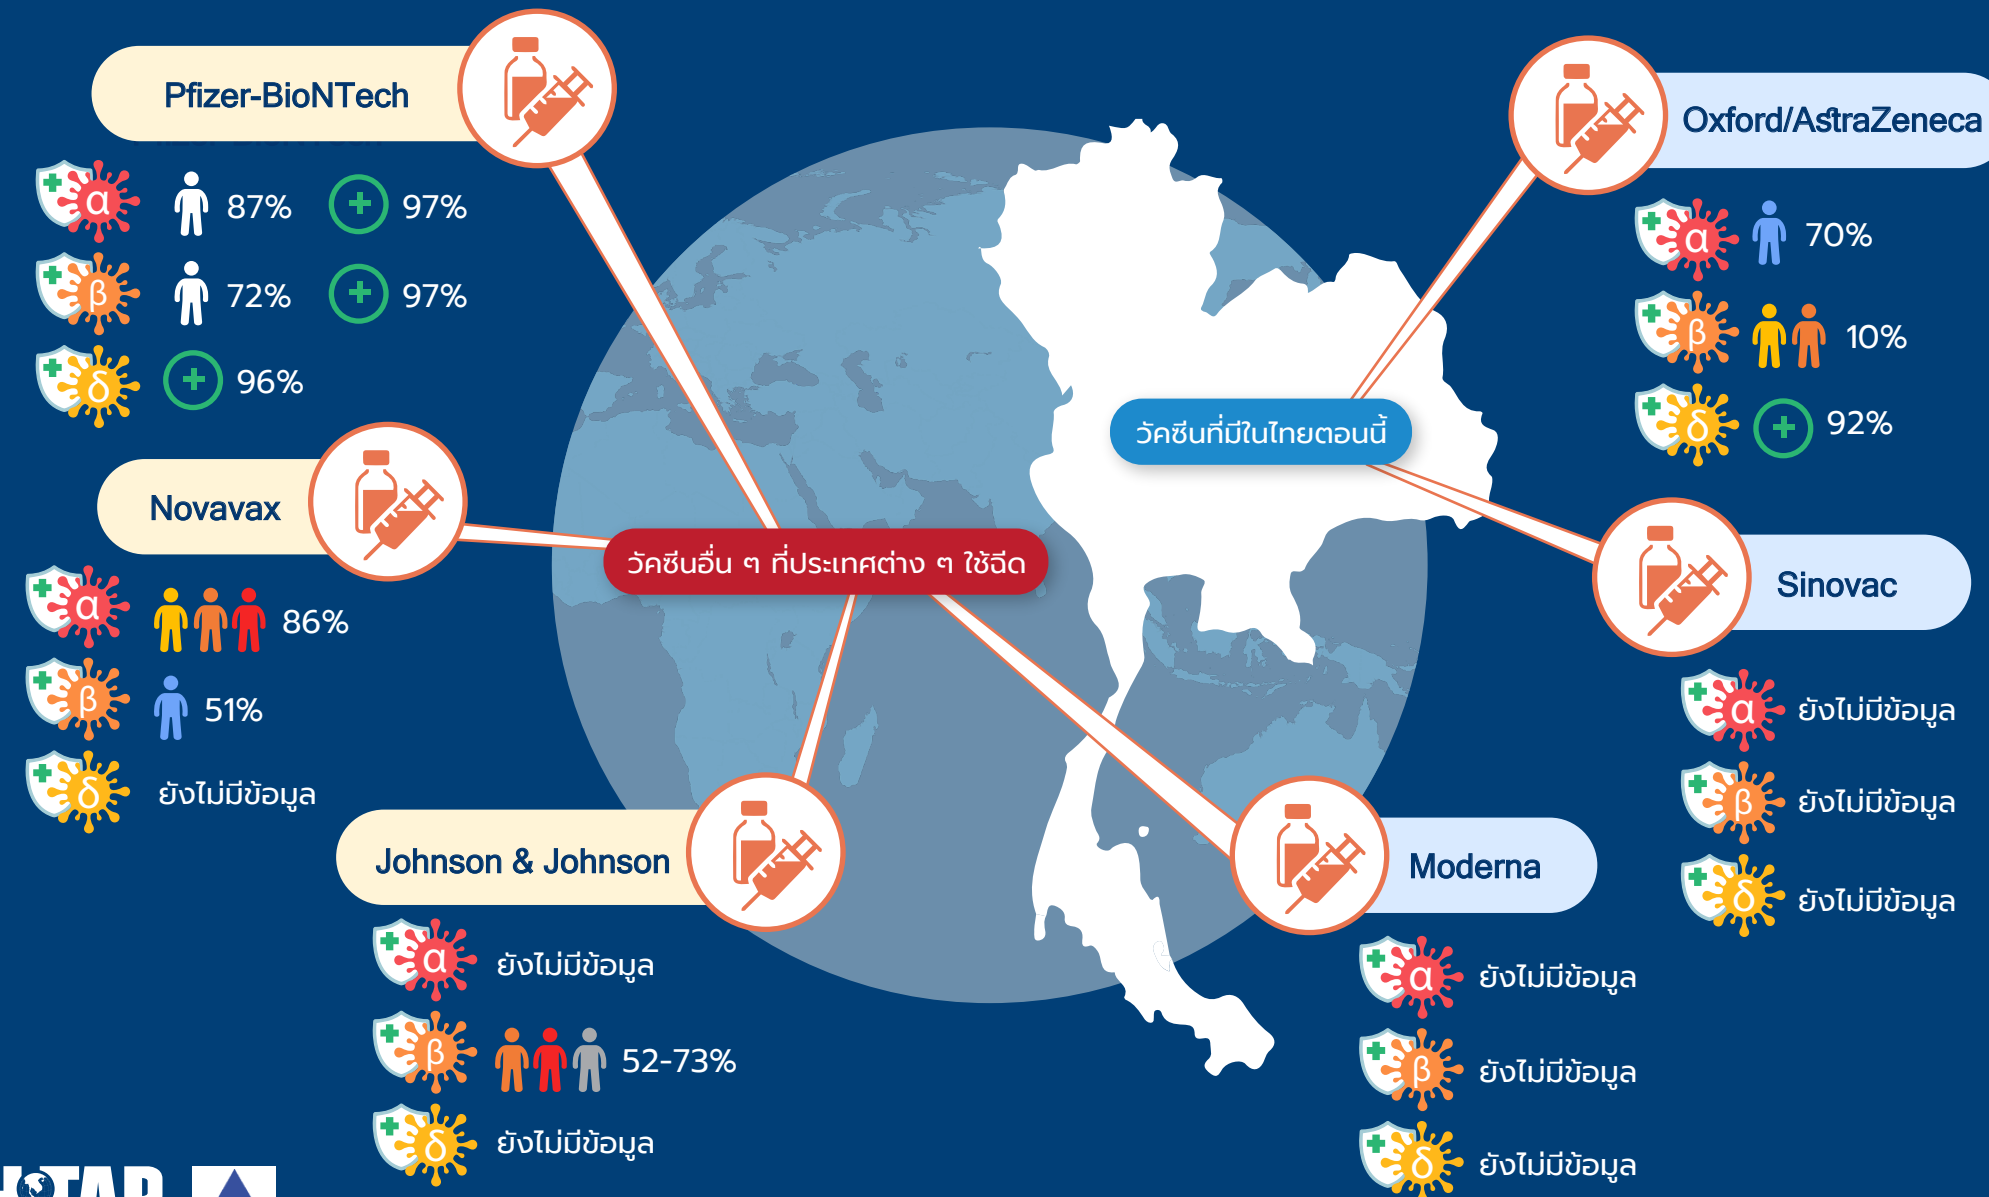 Pfizer-BioNTech
α 87% 97%
β 72% 97%
δ 96%
Novavax
α 86%
β 51%
δ ยังไม่มีข้อมูล
Johnson & Johnson
α ยังไม่มีข้อมูล
β 52-73%
δ ยังไม่มีข้อมูล
วัคซีนอื่น ๆ ที่ประเทศต่าง ๆ ใช้ฉีด
วัคซีนที่มีในไทยตอนนี้
Oxford/AstraZeneca
α 70%
β 10%
δ 92%
Sinovac
α ยังไม่มีข้อมูล
β ยังไม่มีข้อมูล
δ ยังไม่มีข้อมูล
Moderna
α ยังไม่มีข้อมูล
β ยังไม่มีข้อมูล
δ ยังไม่มีข้อมูล